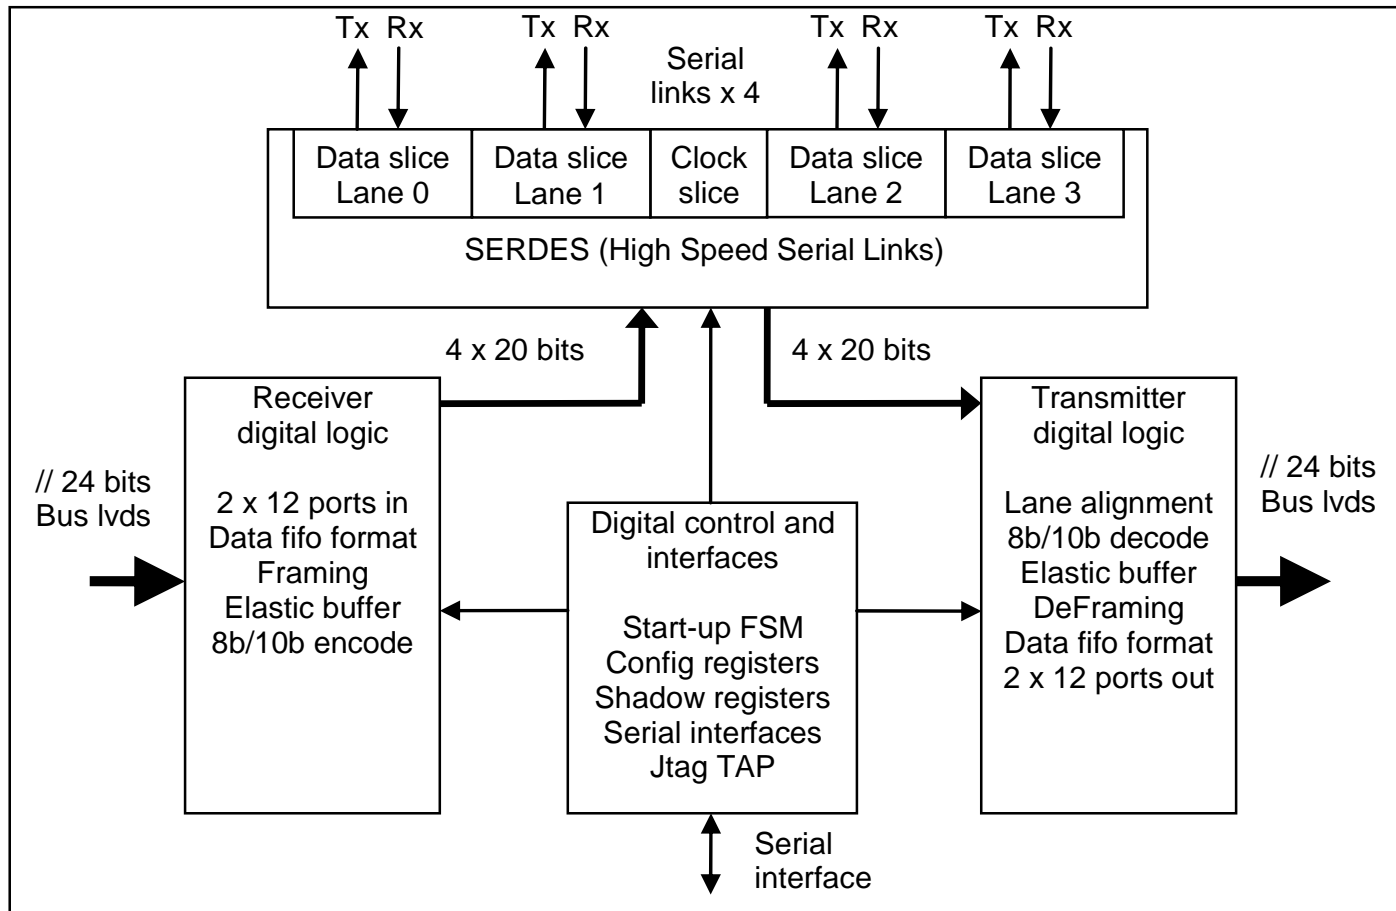 Tx Rx
Tx Rx
Tx Rx
Tx Rx
Serial
links x 4
Data slice
Lane 0
Data slice
Lane 1
Clock
slice
Data slice
Lane 2
Data slice
Lane 3
SERDES (High Speed Serial Links)
4 x 20 bits
4 x 20 bits
// 24 bits
Bus lvds
Receiver
digital logic
2 x 12 ports in
Data fifo format
Framing
Elastic buffer
8b/10b encode
Digital control and
interfaces
Start-up FSM
Config registers
Shadow registers
Serial interfaces
Jtag TAP
Transmitter
digital logic
Lane alignment
8b/10b decode
Elastic buffer
DeFraming
Data fifo format
2 x 12 ports out
// 24 bits
Bus lvds
Serial
interface